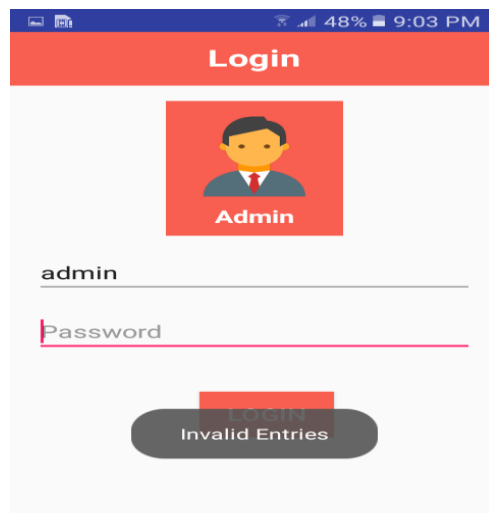 48% 9:03 PM
Login
Admin
admin
Password
LOGIN
Invalid Entries